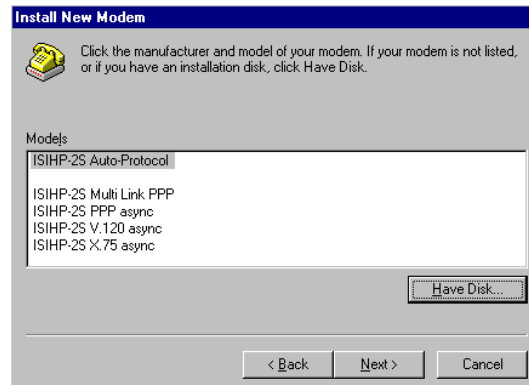 Install New Modem
Click the manufacturer and model of your modem. If your modem is not listed,
or if you have an installation disk, click Have Disk.
Models
ISIHP-2S Auto-Protocol
ISIHP-2S Multi Link PPP
ISIHP-2S PPP async
ISIHP-2S V.120 async
ISIHP-2S X.75 async
Have Disk...
< Back
Next >
Cancel